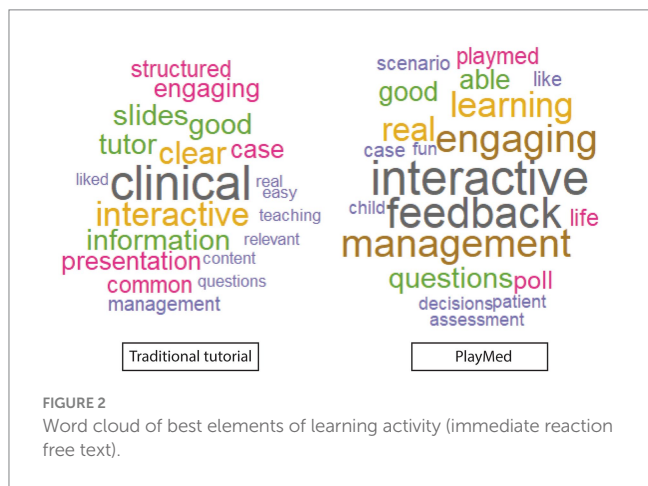 structured
engaging
slides good
tutor clear case
liked clinical real
easy
interactive teaching
information relevant
presentation content
common questions
management
Traditional tutorial
scenario playmed
able like
good learning
real engaging
case fun
interactive
child feedback life
management
questions poll
decisions patient
assessment
PlayMed
FIGURE 2
Word cloud of best elements of learning activity (immediate reaction
free text).